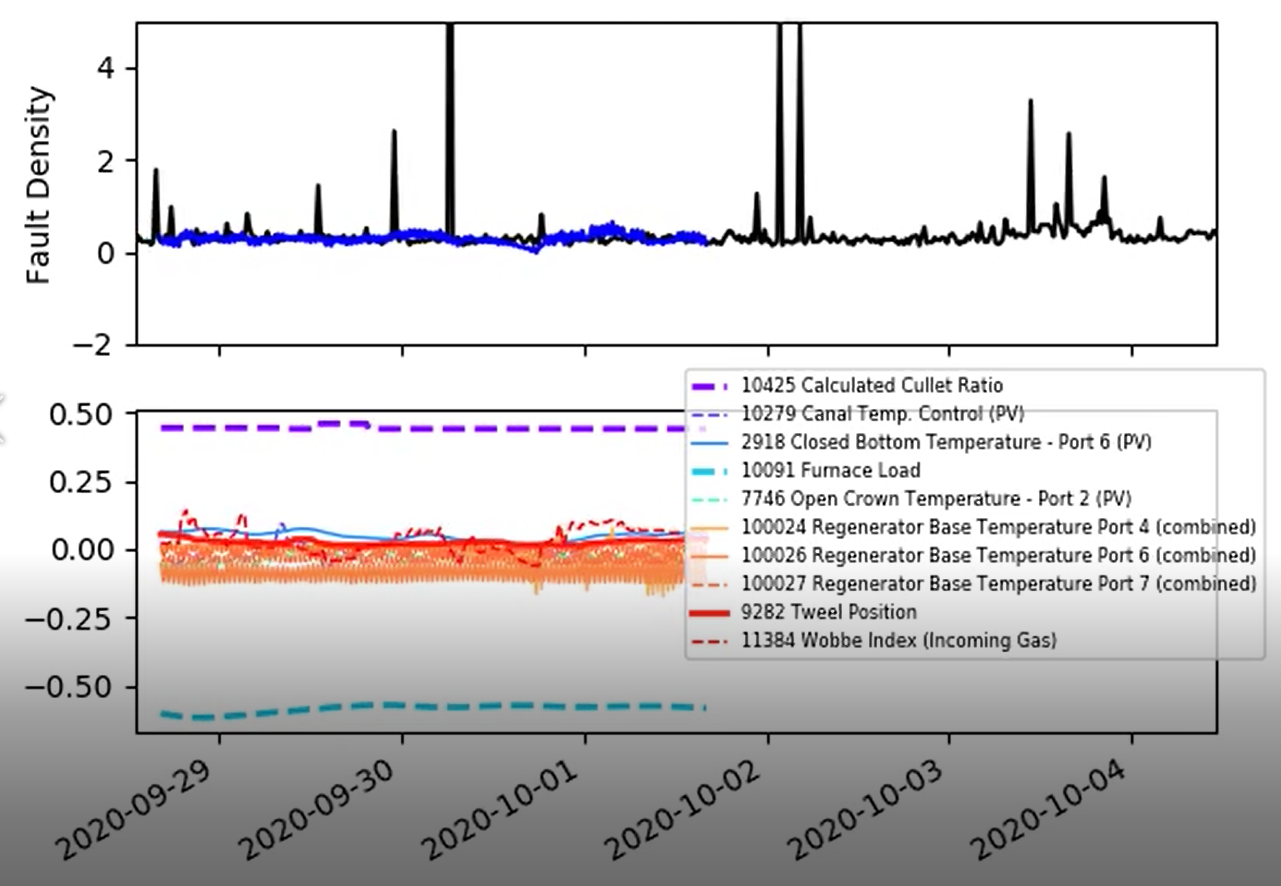 Fault Density
4
2
0
−2
0.50
0.25
0.00
−0.25
−0.50
10425 Calculated Cullet Ratio
10279 Canal Temp. Control (PV)
2918 Closed Bottom Temperature - Port 6 (PV)
10091 Furnace Load
7746 Open Crown Temperature - Port 2 (PV)
100024 Regenerator Base Temperature Port 4 (combined)
100026 Regenerator Base Temperature Port 6 (combined)
100027 Regenerator Base Temperature Port 7 (combined)
9282 Tweel Position
11384 Wobbe Index (Incoming Gas)
2020-09-29
2020-09-30
2020-10-01
2020-10-02
2020-10-03
2020-10-04